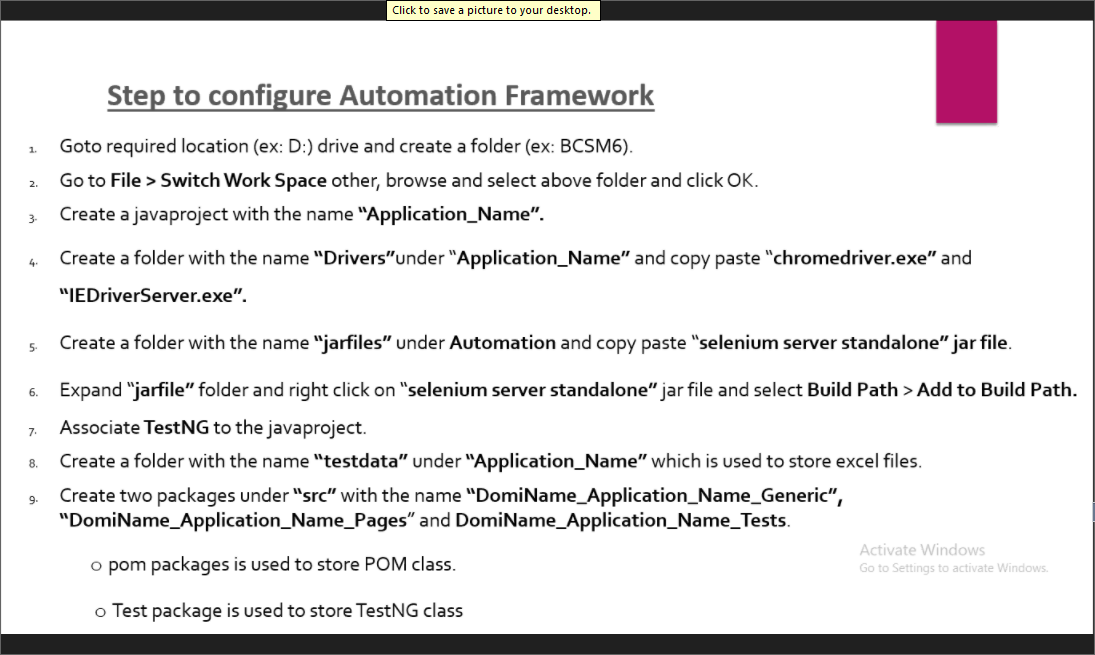 Click to save a picture to your desktop.
Step to configure Automation Framework
1. Goto required location (ex: D:) drive and create a folder (ex: BCSM6).
2. Go to File > Switch Work Space other, browse and select above folder and click OK.
3. Create a javaproject with the name “Application_Name”.
4. Create a folder with the name “Drivers”under “Application_Name” and copy paste “chromedriver.exe” and
“IEDriverServer.exe”.
5. Create a folder with the name “jarfiles” under Automation and copy paste “selenium server standalone” jar file.
6. Expand “jarfile” folder and right click on “selenium server standalone” jar file and select Build Path > Add to Build Path.
7. Associate TestNG to the javaproject.
8. Create a folder with the name “testdata” under “Application_Name” which is used to store excel files.
9. Create two packages under “src” with the name “DomiName_Application_Name_Generic”,
“DomiName_Application_Name_Pages” and DomiName_Application_Name_Tests.
o pom packages is used to store POM class.
o Test package is used to store TestNG class
Activate Windows
Go to Settings to activate Windows.